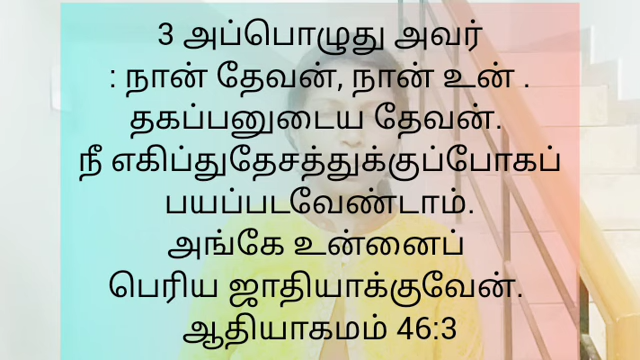 3 அப்பொழுது அவர்
: நான் தேவன், நான் உன் .
தகப்பனுடைய தேவன்.
நீ எகிப்துதேசத்துக்குப்போகப்
பயப்படவேண்டாம்.
அங்கே உன்னைப்
பெரிய ஜாதியாக்குவேன்.
ஆதியாகமம் 46:3